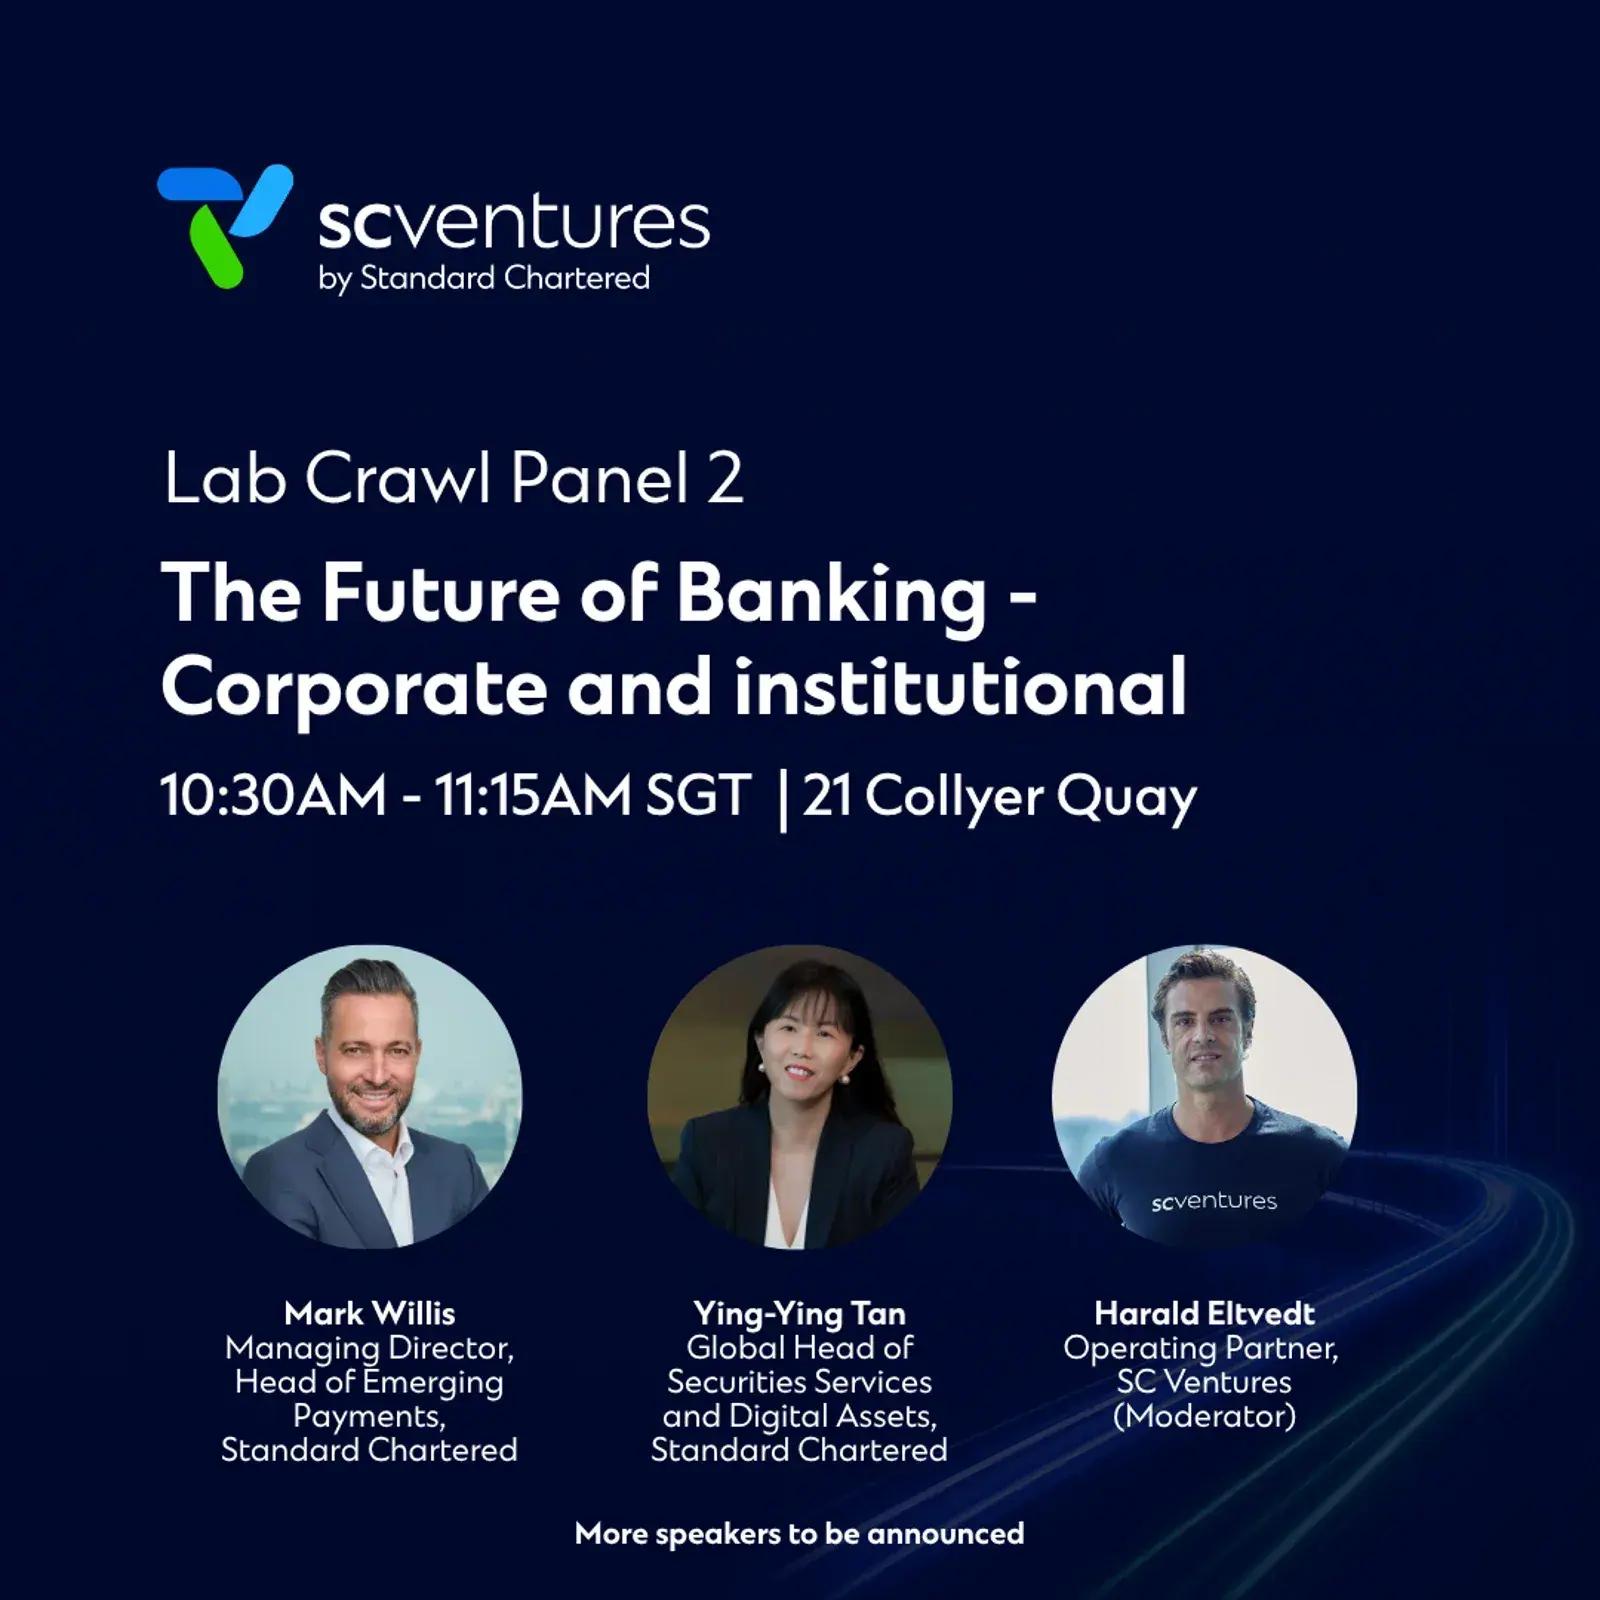 scventures
by Standard Chartered
Lab Crawl Panel 2
The Future of Banking -
Corporate and institutional
10:30AM - 11:15AM SGT | 21 Collyer Quay
scventures
Mark Willis
Managing Director,
Head of Emerging
Payments,
Standard Chartered
Ying-Ying Tan
Global Head of
Securities Services
and Digital Assets,
Standard Chartered
Harald Eltvedt
Operating Partner,
SC Ventures
(Moderator)
More speakers to be announced